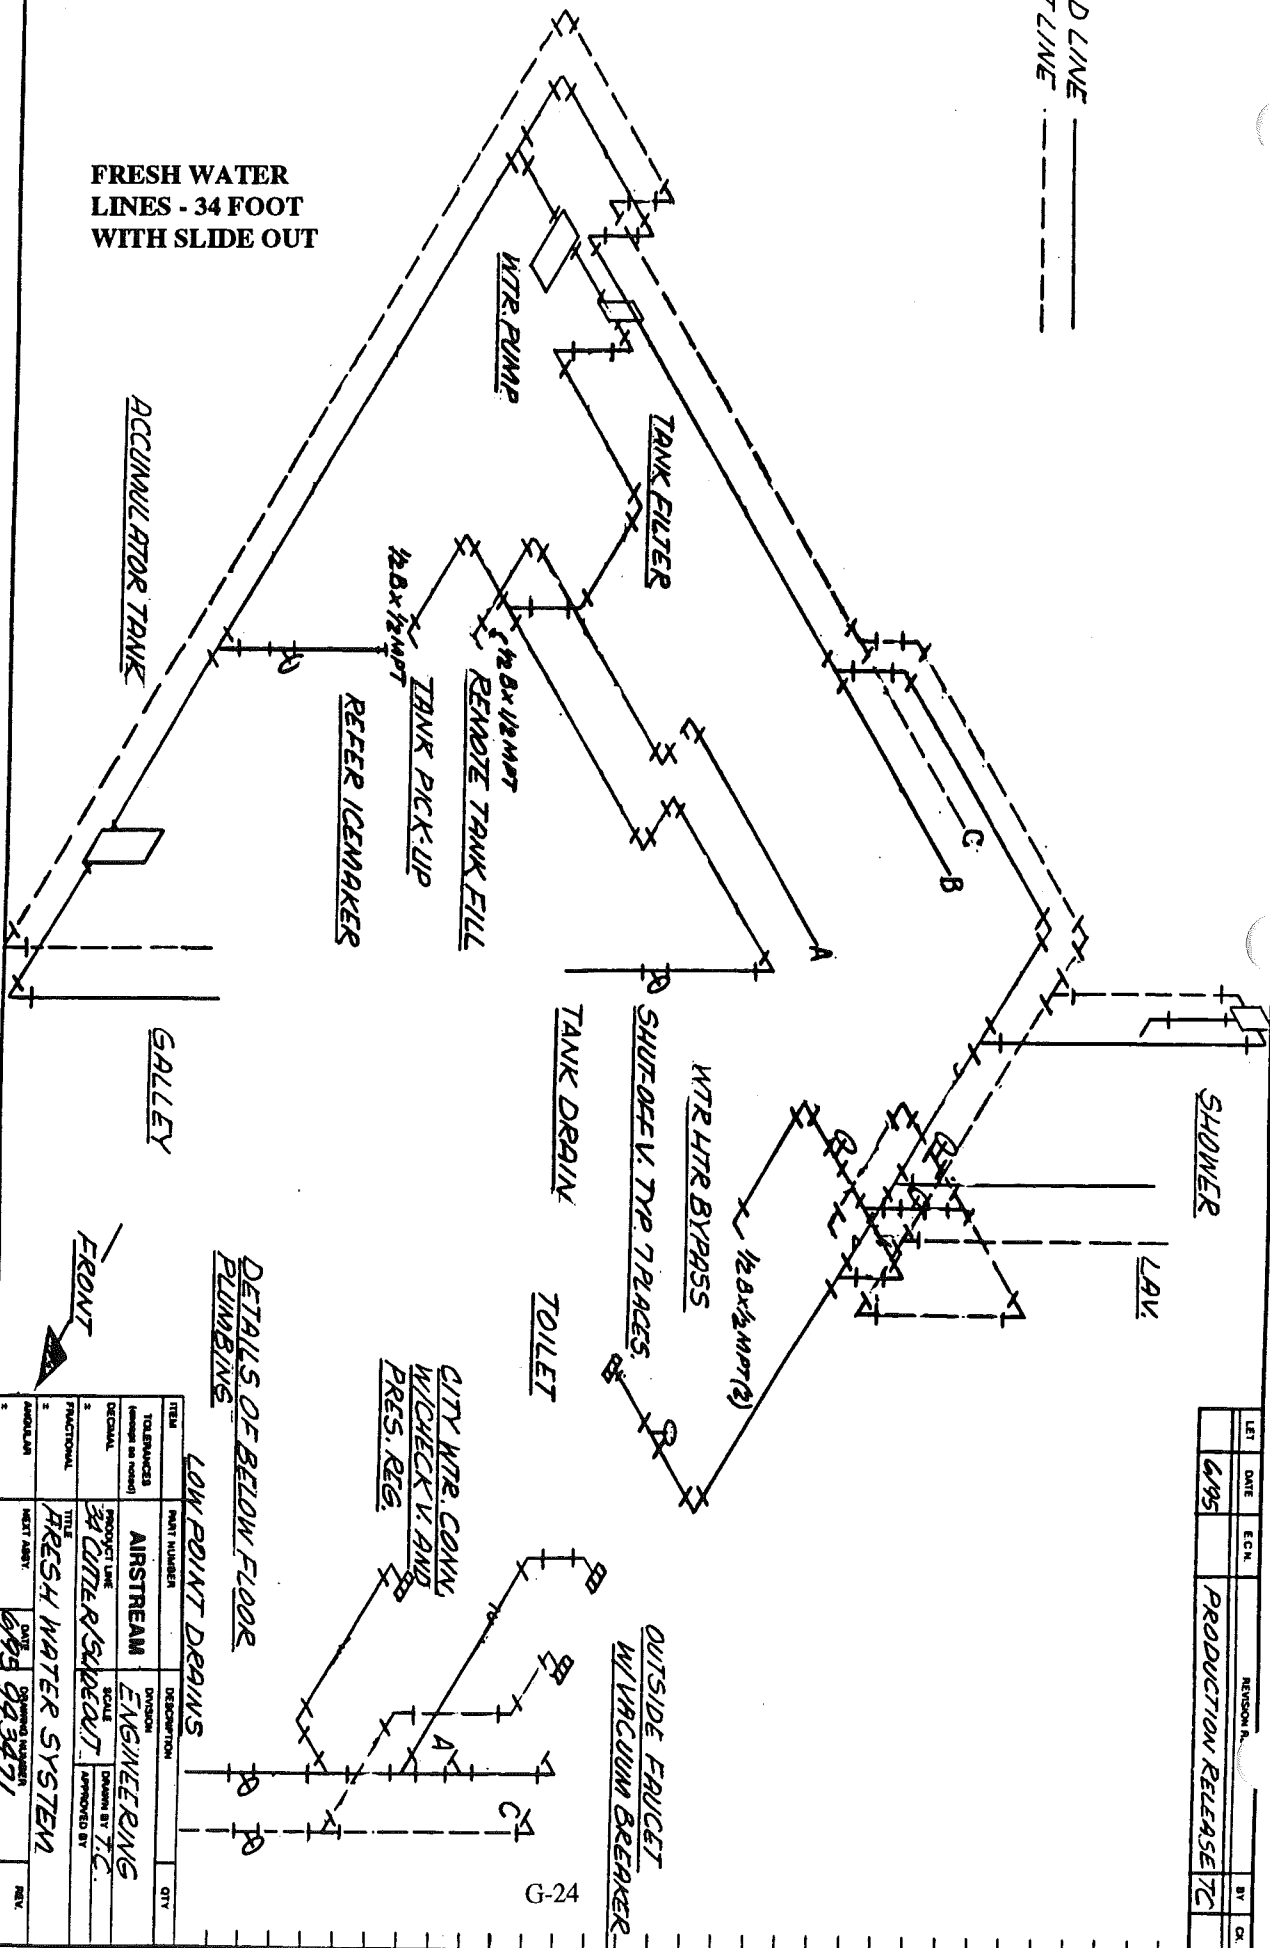 D LINE
T LINE
FRESH WATER
LINES - 34 FOOT
WITH SLIDE OUT
WTR. PUMP
TANK FILTER
ACCUMULATOR TANK
½ B x ½ MPT
TANK PICK-UP
½ B x ½ MPT
REMOTE TANK FILL
REFER ICEMAKER
A
B
C
GALLEY
TANK DRAIN
SHUT-OFF V. TYP. 7 PLACES.
WTR HTR BYPASS
½ B x ½ MPT (2)
SHOWER
LAV.
TOILET
FRONT
DETAILS OF BELOW FLOOR
PLUMBING
CITY WTR. CONN.
W/CHECK V. AND
PRES. REG.
OUTSIDE FAUCET
W/VACUUM BREAKER
LOW POINT DRAINS
A
C
LET DATE E.C.N. REVISION BY CK.
6/95 PRODUCTION RELEASE TC
ITEM PART NUMBER DESCRIPTION QTY
TOLERANCES
(except as noted)
AIRSTREAM
DIVISION
ENGINEERING
DECIMAL
±
PRODUCT LINE
34 CUTTER/SLIDEOUT
SCALE
DRAWN BY T.C.
APPROVED BY
FRACTIONAL
±
TITLE
FRESH WATER SYSTEM
ANGULAR
±
NEXT ASSY.
DATE
6/95
DRAWING NUMBER
REV.
G-24